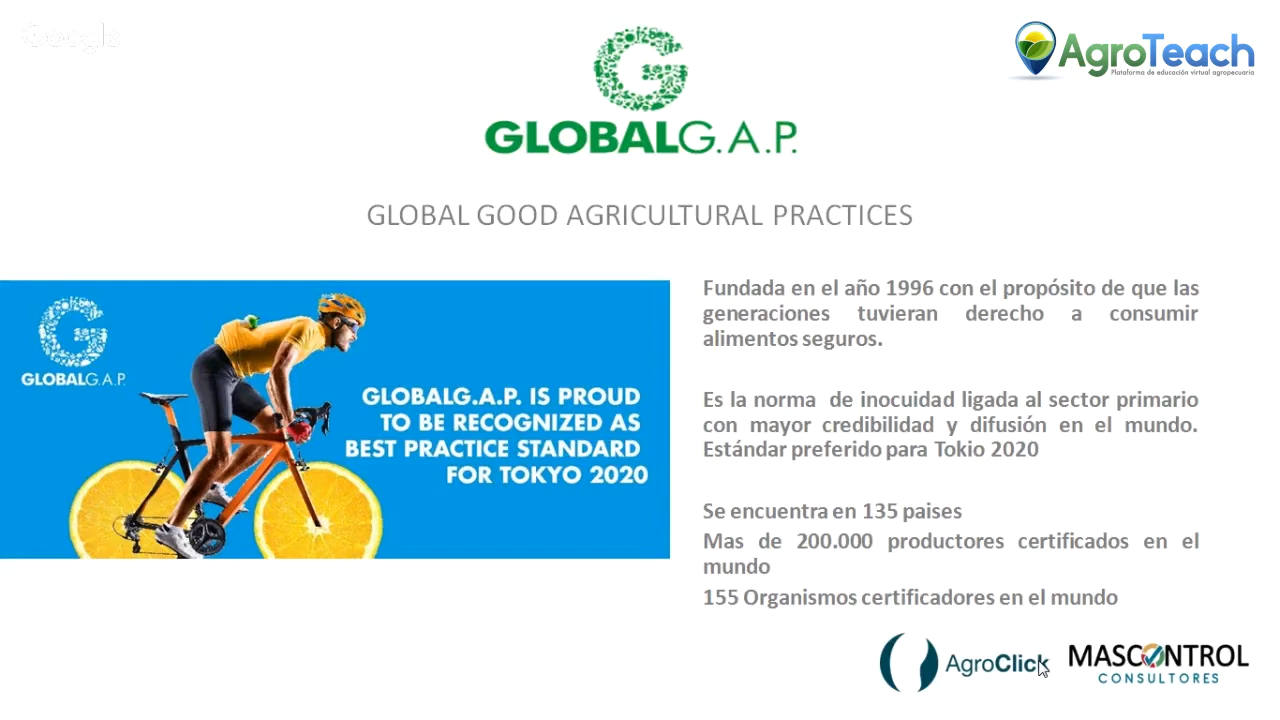 Google
AgroTeach
Plataforma de educación virtual agropecuaria
GLOBALG.A.P.
GLOBAL GOOD AGRICULTURAL PRACTICES
GLOBALG.A.P.
GLOBALG.A.P. IS PROUD
TO BE RECOGNIZED AS
BEST PRACTICE STANDARD
FOR TOKYO 2020
Fundada en el año 1996 con el propósito de que las
generaciones tuvieran derecho a consumir
alimentos seguros.
Es la norma de inocuidad ligada al sector primario
con mayor credibilidad y difusión en el mundo.
Estándar preferido para Tokio 2020
Se encuentra en 135 paises
Mas de 200.000 productores certificados en el
mundo
155 Organismos certificadores en el mundo
AgroClick
MASCONTROL
CONSULTORES